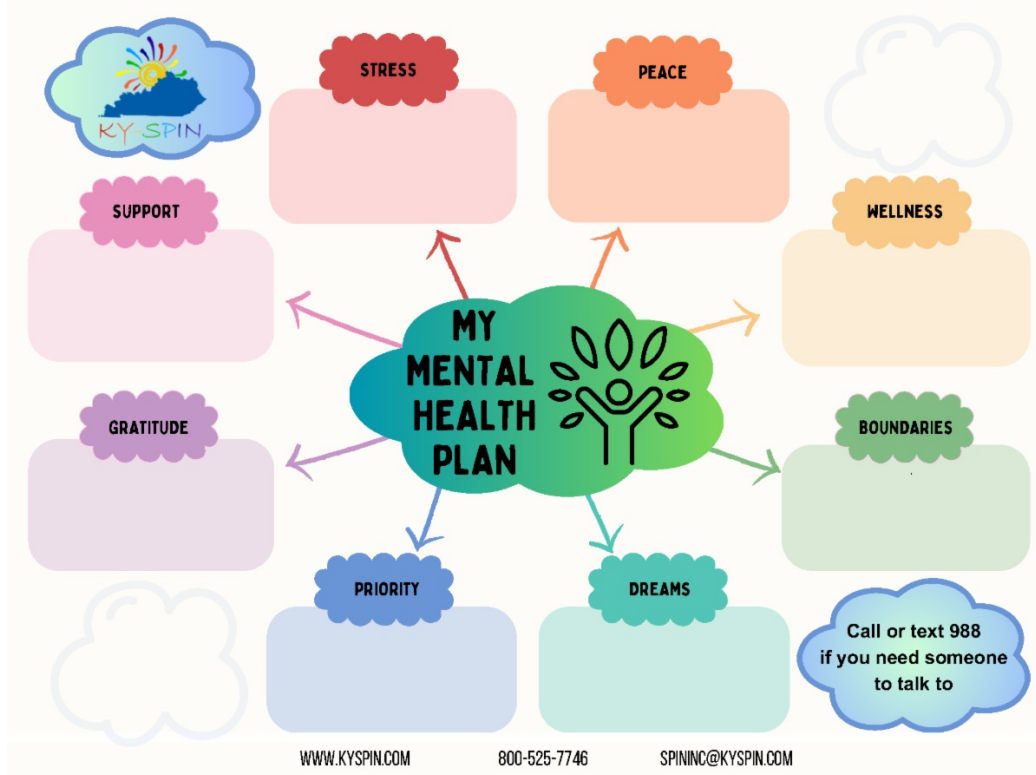 KY-SPIN
STRESS
PEACE
SUPPORT
WELLNESS
MY
MENTAL
HEALTH
PLAN
GRATITUDE
BOUNDARIES
PRIORITY
DREAMS
Call or text 988
if you need someone
to talk to
WWW.KYSPIN.COM 800-525-7746 SPININC@KYSPIN.COM